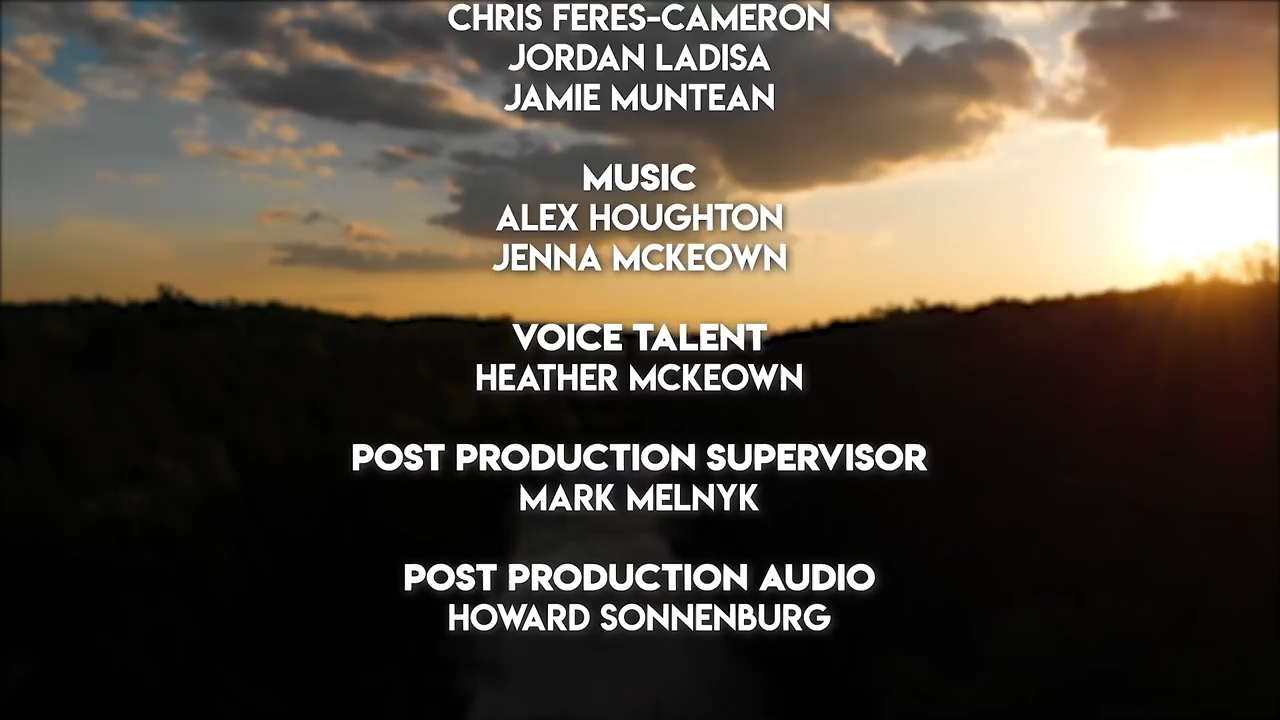 CHRIS FERES-CAMERON
JORDAN LADISA
JAMIE MUNTEAN
MUSIC
ALEX HOUGHTON
JENNA MCKEOWN
VOICE TALENT
HEATHER MCKEOWN
POST PRODUCTION SUPERVISOR
MARK MELNYK
POST PRODUCTION AUDIO
HOWARD SONNENBURG